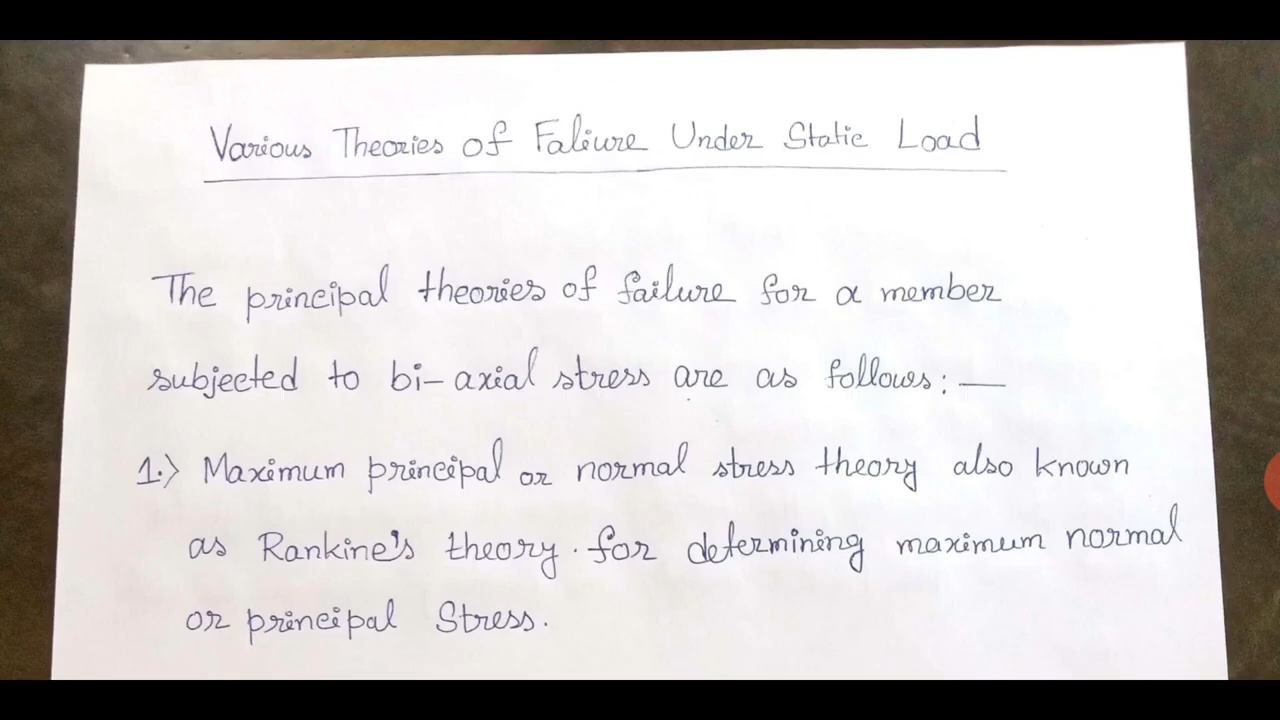 Various Theories of Faliure Under Static Load
The principal theories of failure for a member
subjected to bi-axial stress are as follows:—
1.) Maximum principal or normal stress theory also known
as Rankine's theory. for determining maximum normal
or principal Stress.